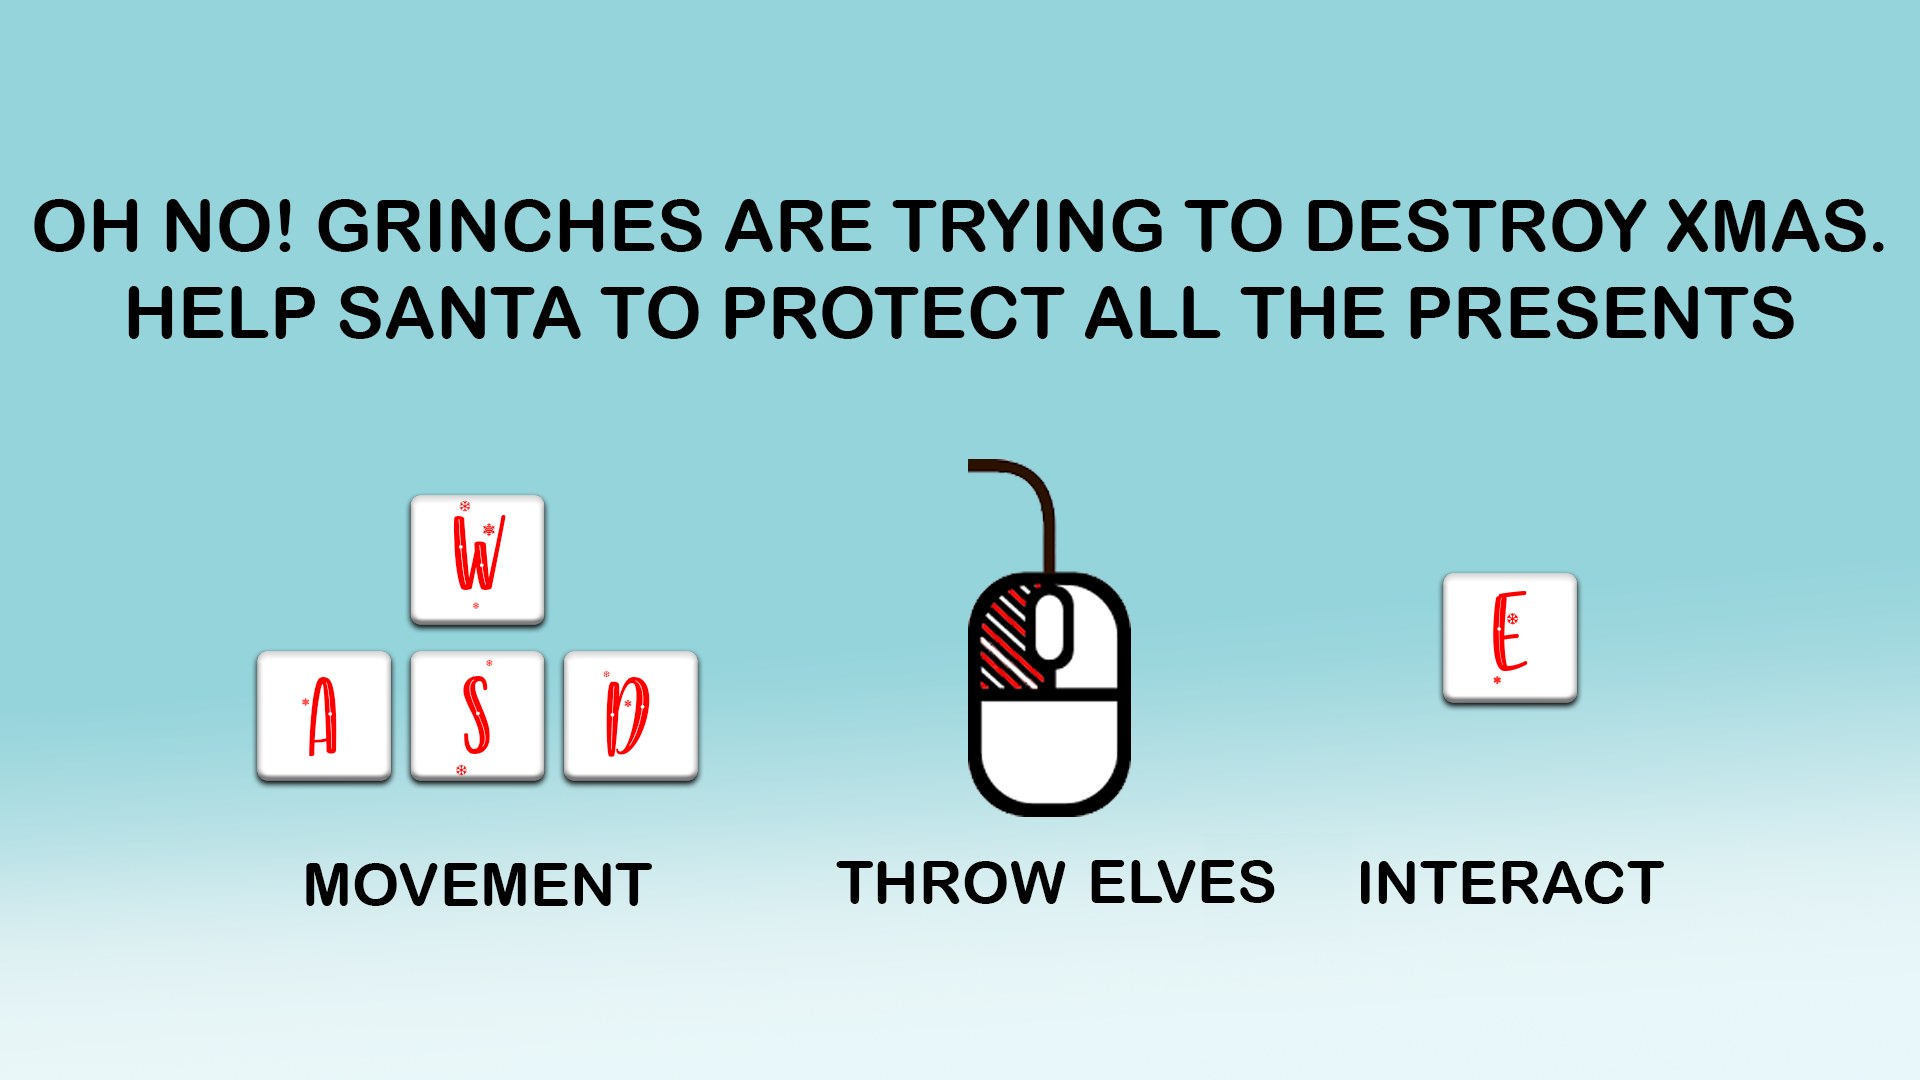 OH NO! GRINCHES ARE TRYING TO DESTROY XMAS.
HELP SANTA TO PROTECT ALL THE PRESENTS
W
A S D
E
MOVEMENT
THROW ELVES
INTERACT